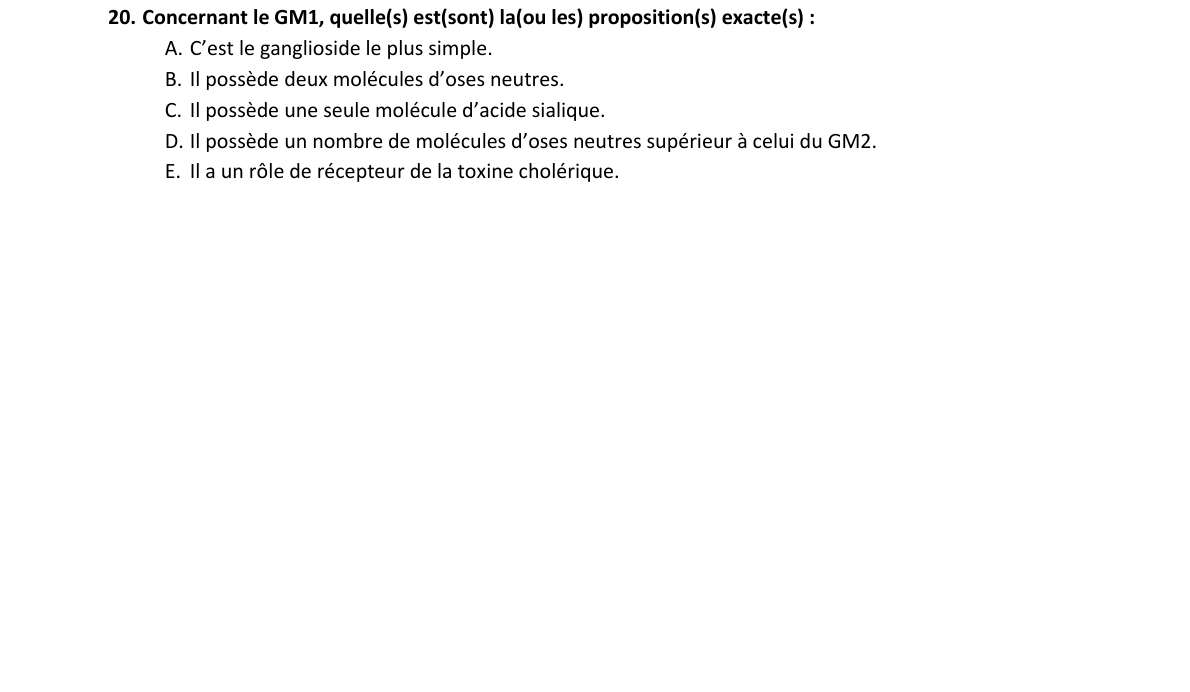 20. Concernant le GM1, quelle(s) est(sont) la(ou les) proposition(s) exacte(s) :
A. C’est le ganglioside le plus simple.
B. Il possède deux molécules d’oses neutres.
C. Il possède une seule molécule d’acide sialique.
D. Il possède un nombre de molécules d’oses neutres supérieur à celui du GM2.
E. Il a un rôle de récepteur de la toxine cholérique.